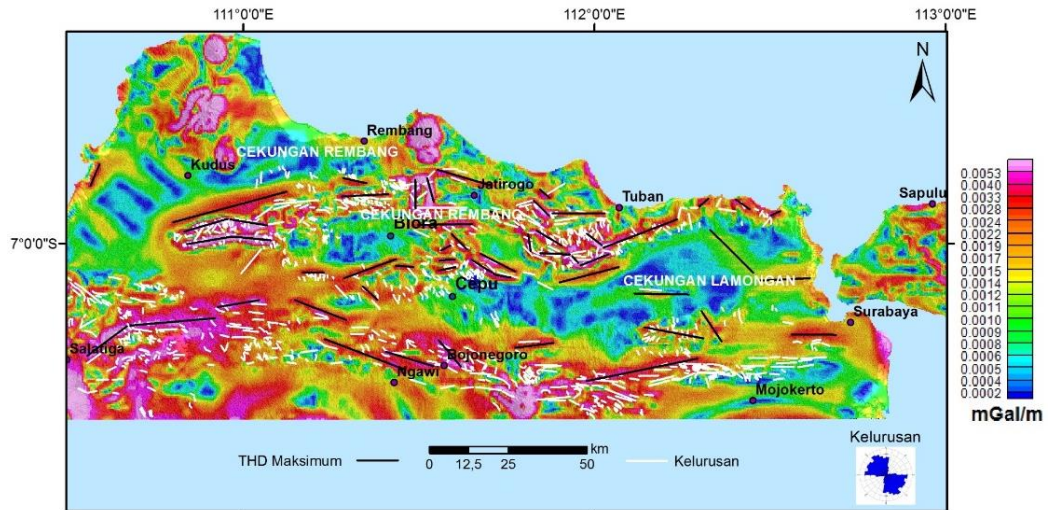 111°0'0"E
112°0'0"E
113°0'0"E
N
Rembang
CEKUNGAN REMBANG
Kudus
Jatirogo
Tuban
Sapulu
CEKUNGAN REMBANG
Blora
7°0'0"S
CEKUNGAN LAMONGAN
Cepu
Surabaya
Salatiga
Bojonegoro
Ngawi
Mojokerto
0.0053
0.0040
0.0033
0.0028
0.0024
0.0022
0.0019
0.0017
0.0015
0.0014
0.0012
0.0011
0.0010
0.0009
0.0008
0.0006
0.0005
0.0004
0.0003
0.0002
mGal/m
THD Maksimum
km
0 12,5 25 50
Kelurusan
Kelurusan